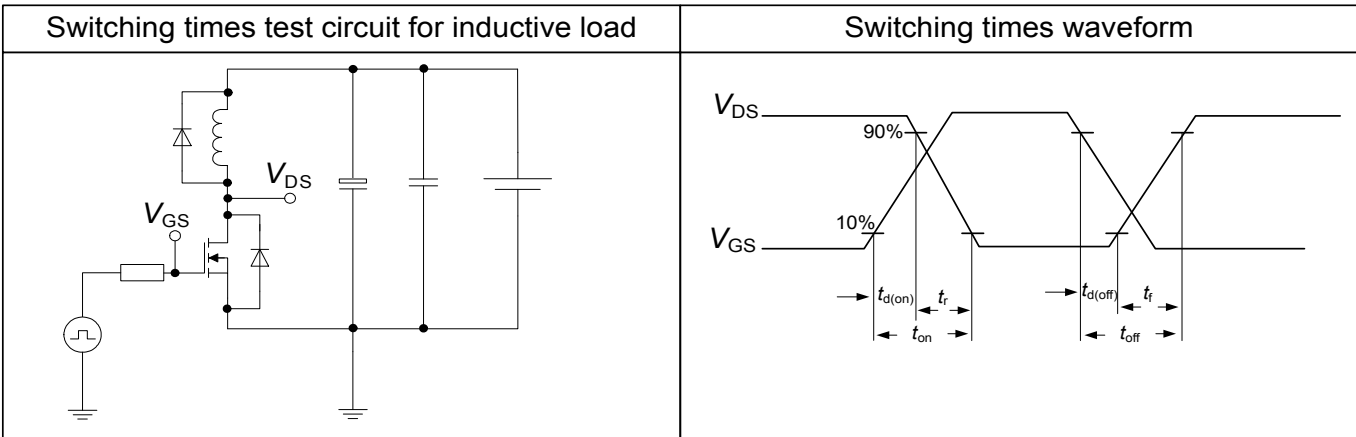 Switching times test circuit for inductive load
Switching times waveform
VDS
VGS
VDS
90%
10%
VGS
td(on)
tr
ton
td(off)
tf
toff